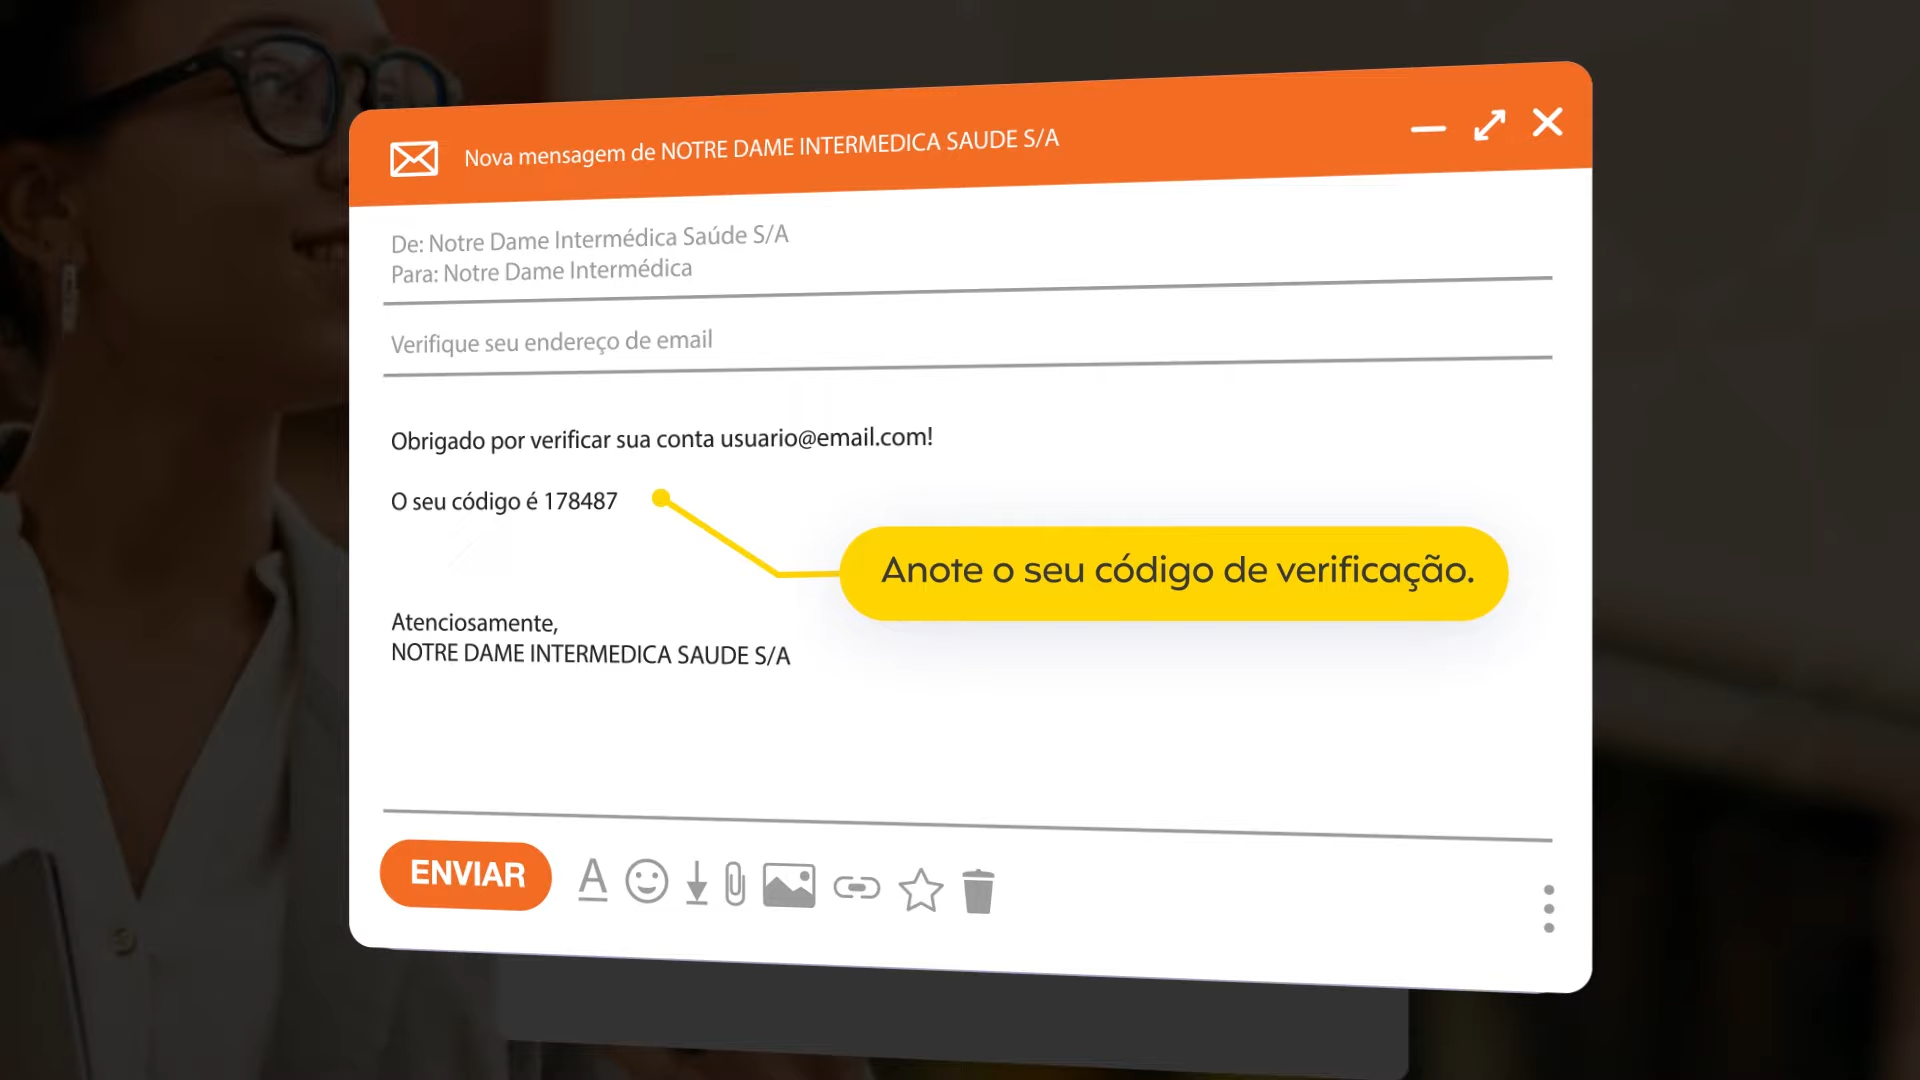 Nova mensagem de NOTRE DAME INTERMEDICA SAUDE S/A
De: Notre Dame Intermédica Saúde S/A
Para: Notre Dame Intermédica
Verifique seu endereço de email
Obrigado por verificar sua conta usuario@email.com!
O seu código é 178487
Anote o seu código de verificação.
Atenciosamente,
NOTRE DAME INTERMEDICA SAUDE S/A
ENVIAR
A